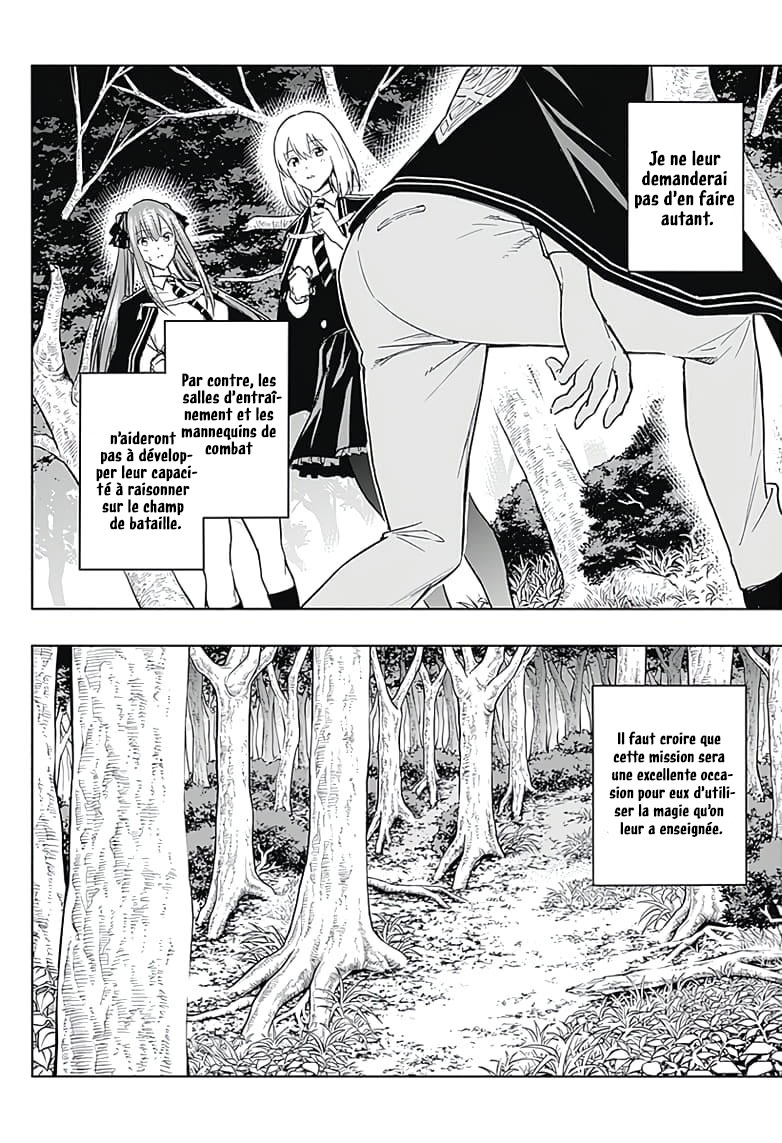 Je ne leur
demanderai
pas d'en faire
autant.
Par contre, les
salles d'entraî-
nement et les
mannequins de
combat
n'aideront
pas à dévelop-
per leur capaci-
té à raisonner
sur le champ
de bataille.
Il faut croire que
cette mission sera
une excellente occa-
sion pour eux d'utili-
ser la magie qu'on
leur a enseignée.